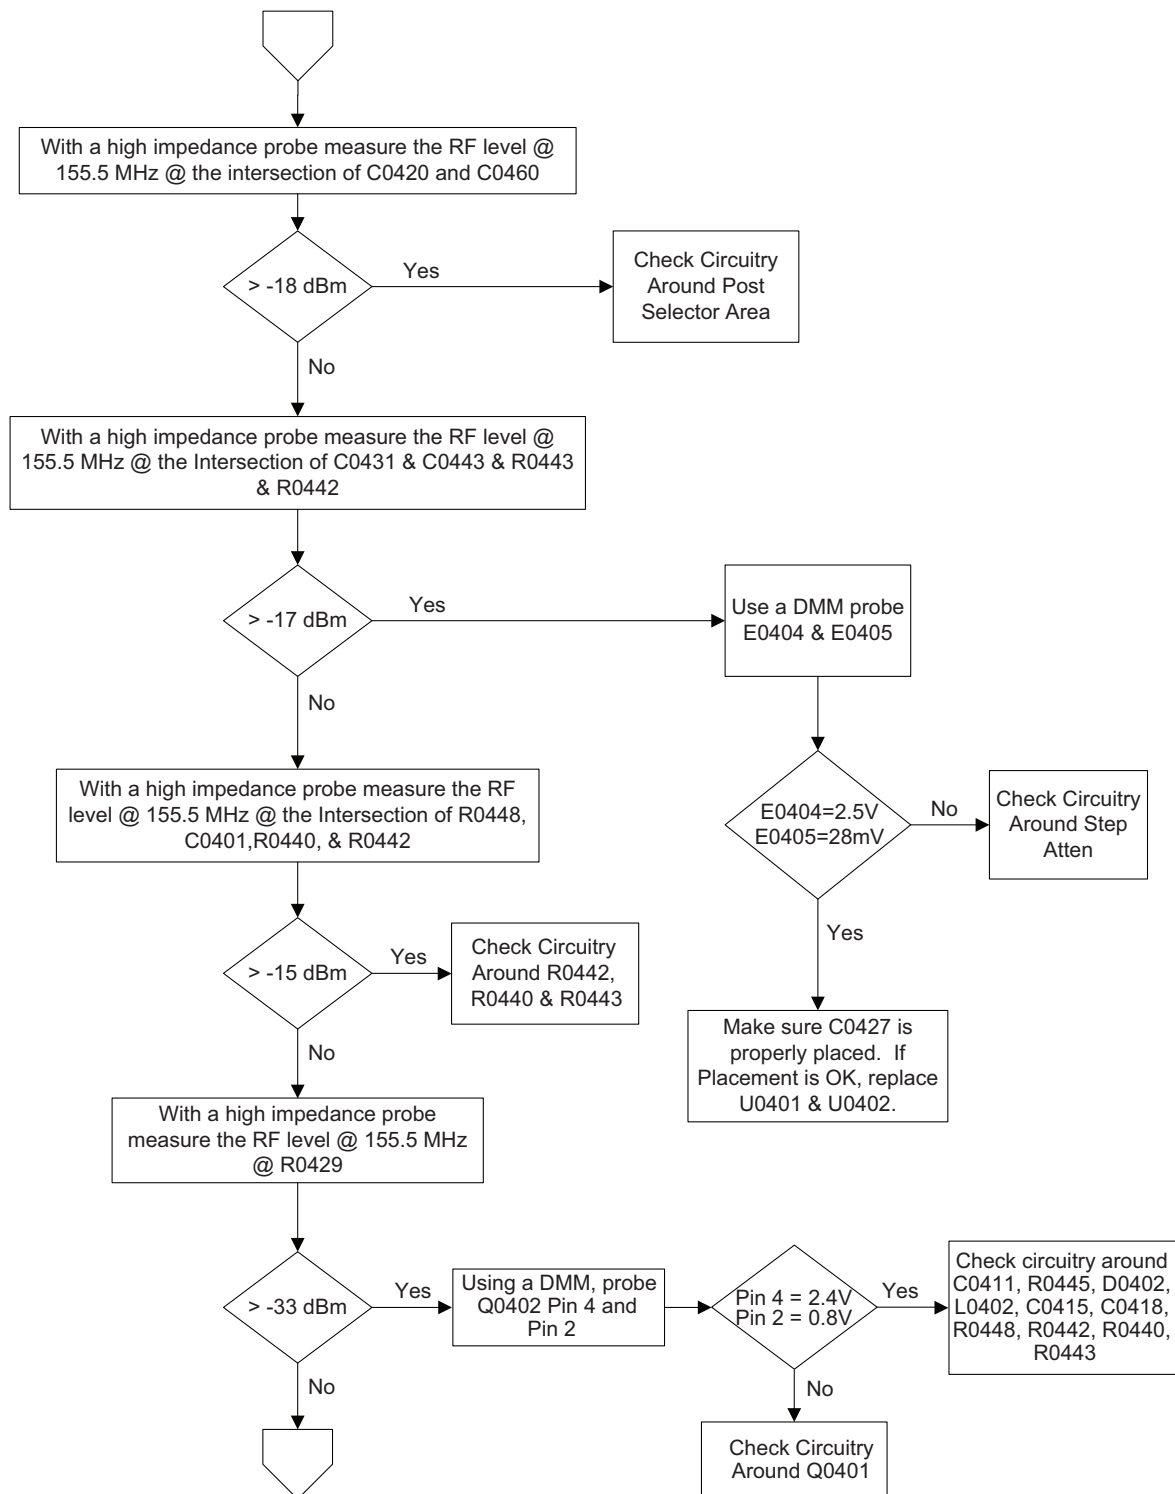 With a high impedance probe measure the RF level @
155.5 MHz @ the intersection of C0420 and C0460
> -18 dBm
Yes
Check Circuitry
Around Post
Selector Area
No
With a high impedance probe measure the RF level @
155.5 MHz @ the Intersection of C0431 & C0443 & R0443
& R0442
> -17 dBm
Yes
Use a DMM probe
E0404 & E0405
No
With a high impedance probe measure the RF
level @ 155.5 MHz @ the Intersection of R0448,
C0401,R0440, & R0442
E0404=2.5V
E0405=28mV
No
Check Circuitry
Around Step
Atten
Yes
> -15 dBm
Yes
Check Circuitry
Around R0442,
R0440 & R0443
Make sure C0427 is
properly placed.  If
Placement is OK, replace
U0401 & U0402.
No
With a high impedance probe
measure the RF level @ 155.5 MHz
@ R0429
> -33 dBm
Yes
Using a DMM, probe
Q0402 Pin 4 and
Pin 2
Pin 4 = 2.4V
Pin 2 = 0.8V
Yes
Check circuitry around
C0411, R0445, D0402,
L0402, C0415, C0418,
R0448, R0442, R0440,
R0443
No
No
Check Circuitry
Around Q0401